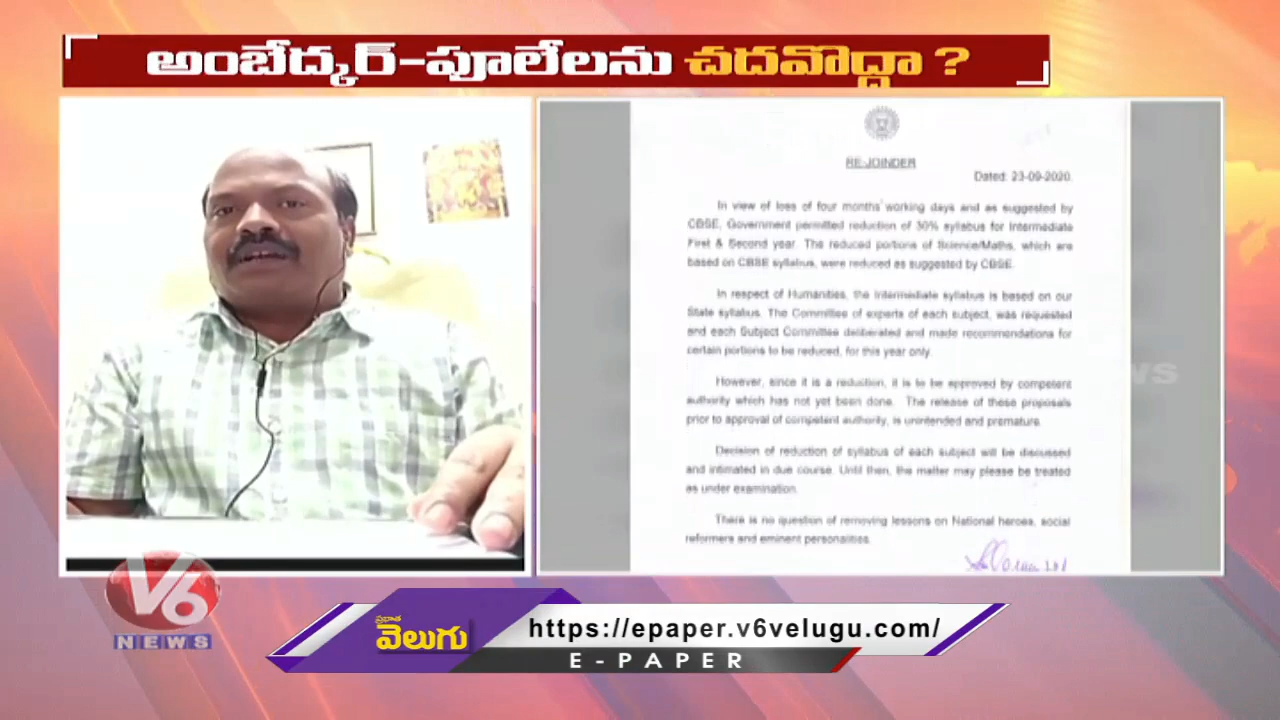 అంబేద్కర్-పూలేలను చదవొద్దా ?
RE-JOINDER
Dated: 23-09-2020.
In view of loss of four months' working days and as suggested by
CBSE, Government permitted reduction of 30% syllabus for Intermediate
First & Second year. The reduced portions of Science/Maths, which are
based on CBSE syllabus, were reduced as suggested by CBSE.
In respect of Humanities, the Intermediate syllabus is based on our
State syllabus. The Committee of experts of each subject, was requested
and each Subject Committee deliberated and made recommendations for
certain portions to be reduced, for this year only.
However, since it is a reduction, it is to be approved by competent
authority which has not yet been done. The release of these proposals
prior to approval of competent authority, is unintended and premature.
Decision of reduction of syllabus of each subject will be discussed
and intimated in due course. Until then, the matter may please be treated
as under examination.
There is no question of removing lessons on National heroes, social
reformers and eminent personalities.
V6
NEWS
ప్రభాత
వెలుగు
https://epaper.v6velugu.com/
E-PAPER